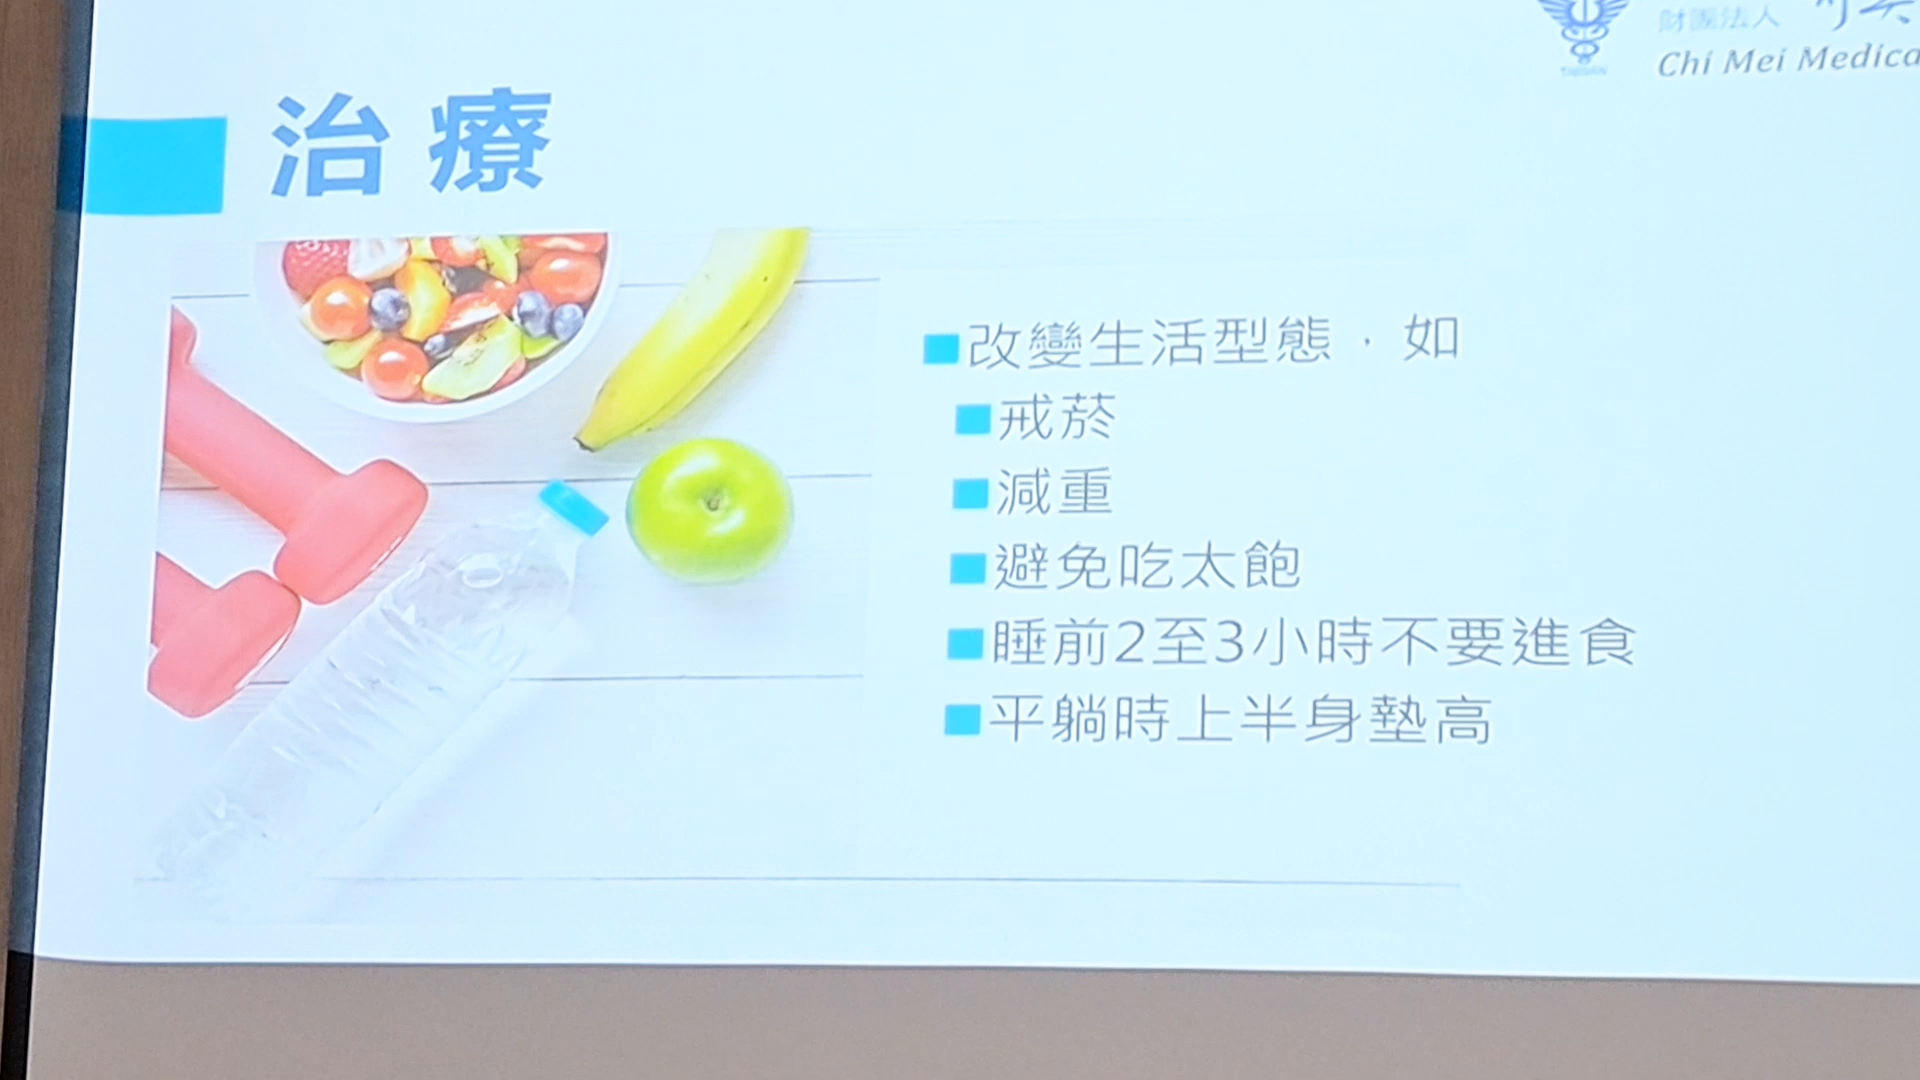 財團法人
Chi Mei Medica
TAIWAN
治療
改變生活型態，如
戒菸
減重
避免吃太飽
睡前2至3小時不要進食
平躺時上半身墊高